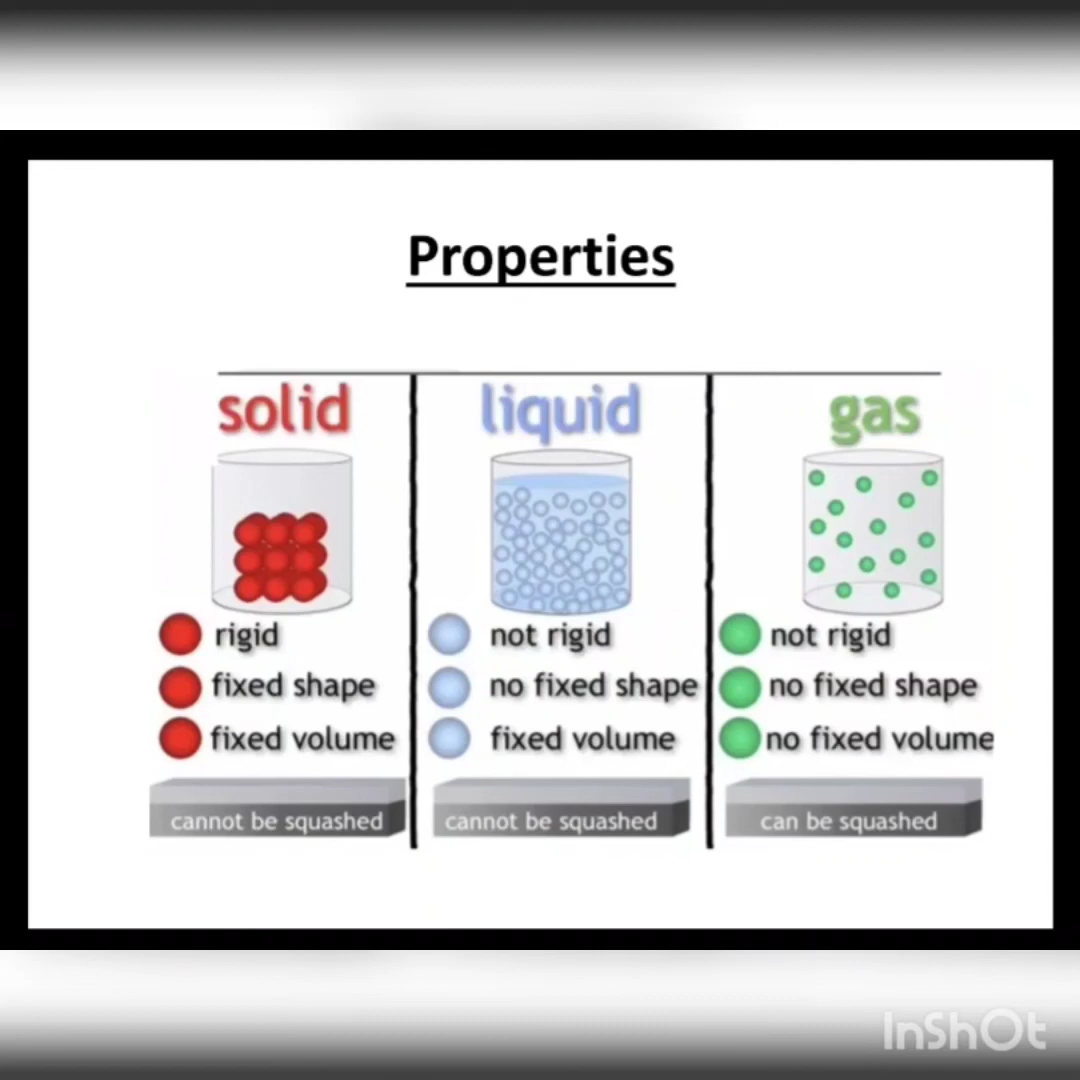 Properties
solid
rigid
fixed shape
fixed volume
cannot be squashed
liquid
not rigid
no fixed shape
fixed volume
cannot be squashed
gas
not rigid
no fixed shape
no fixed volume
can be squashed
InShOt